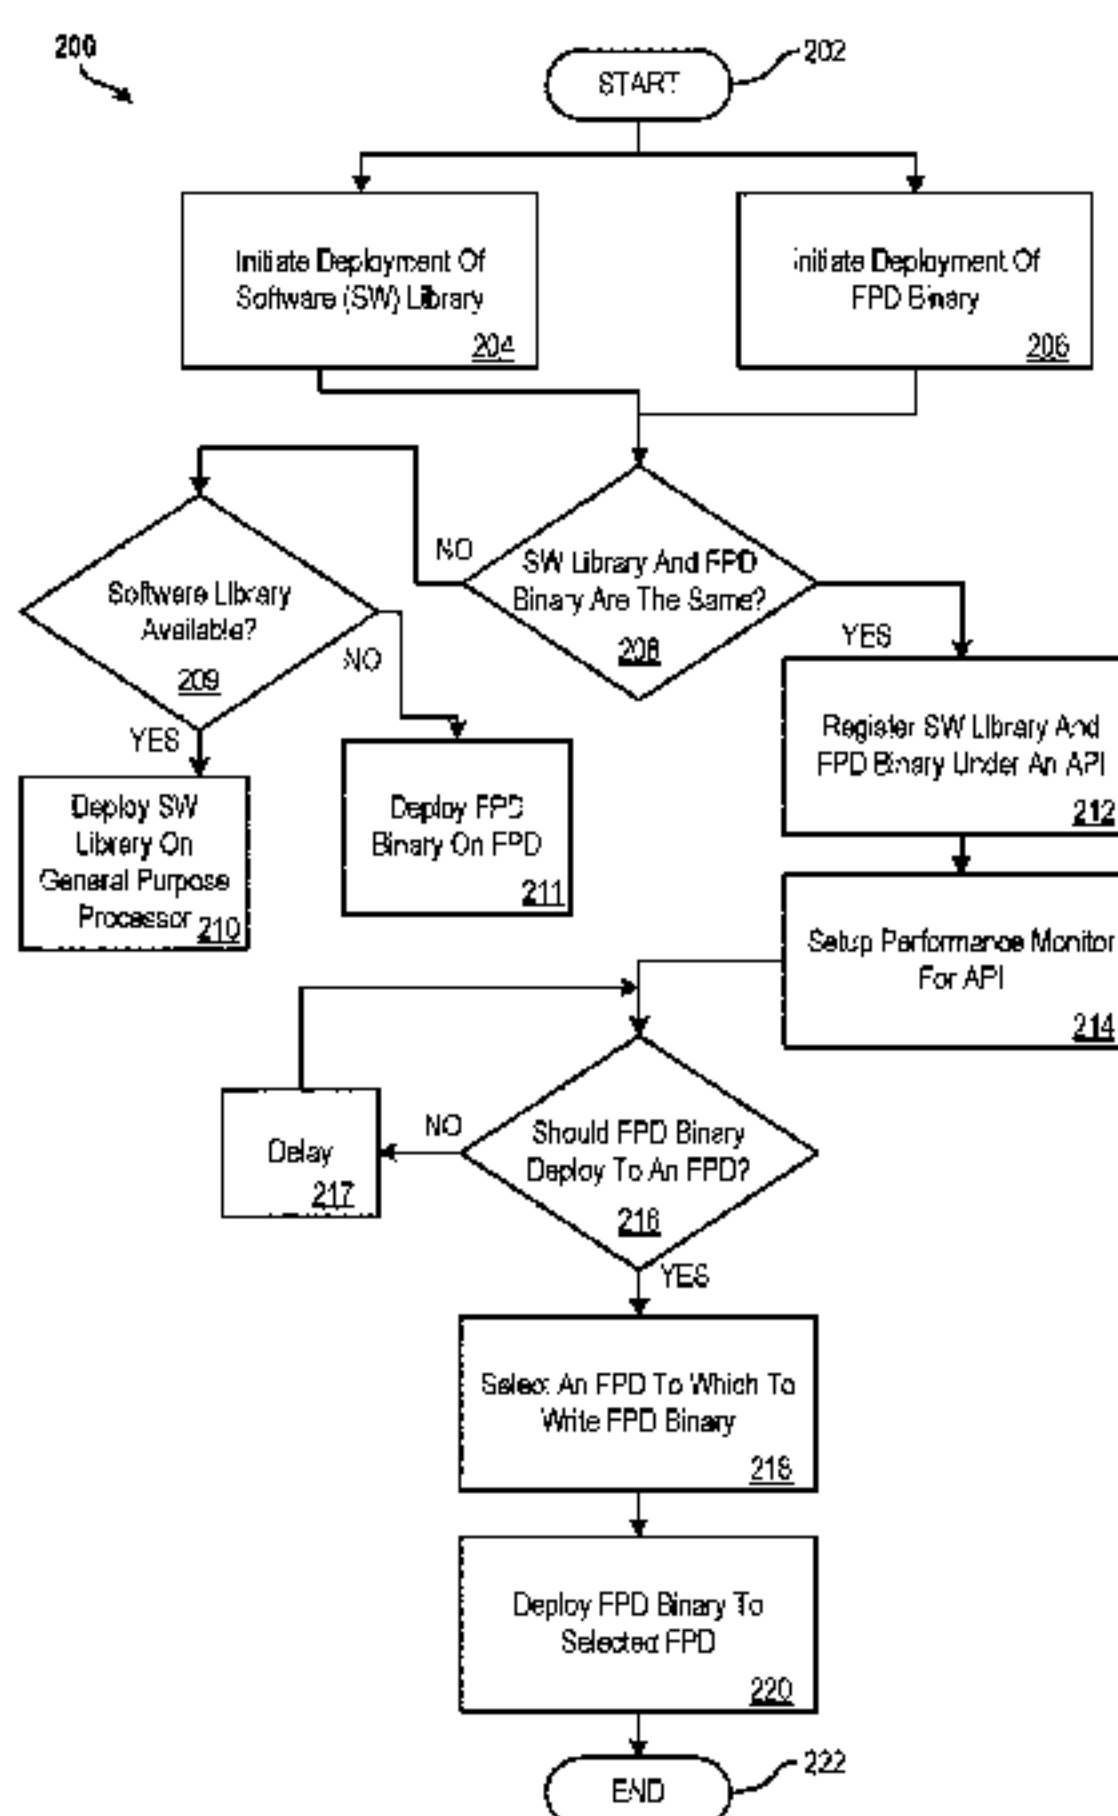 200
START
202
Initiate Deployment Of
Software (SW) Library
204
Initiate Deployment Of
FPD Binary
206
SW Library And FPD
Binary Are The Same?
208
NO
YES
Software Library
Available?
209
NO
YES
Deploy SW
Library On
General Purpose
Processor
210
Deploy FPD
Binary On FPD
211
Register SW Library And
FPD Binary Under An API
212
Setup Performance Monitor
For API
214
Should FPD Binary
Deploy To An FPD?
216
NO
Delay
217
YES
Select An FPD To Which To
Write FPD Binary
218
Deploy FPD Binary To
Selected FPD
220
END
222